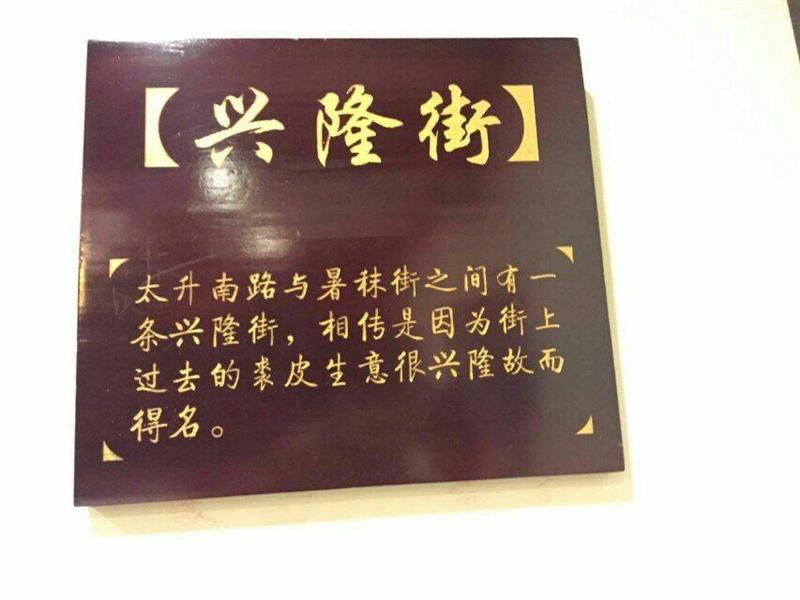 【兴隆街】
太升南路与暑袜街之间有一
条兴隆街，相传是因为街上
过去的裘皮生意很兴隆故而
得名。